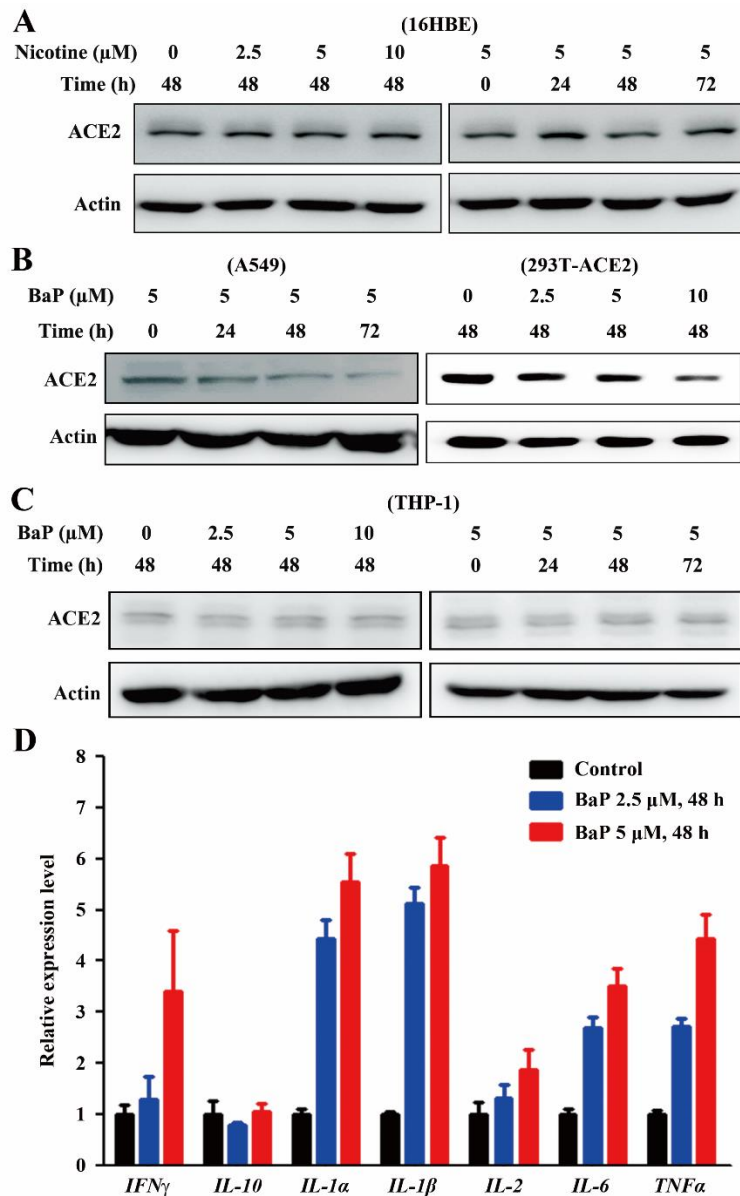 A
(16HBE)
Nicotine (μM) 0 2.5 5 10 5 5 5 5
Time (h) 48 48 48 48 0 24 48 72
ACE2
Actin
B
(A549) (293T-ACE2)
BaP (μM) 5 5 5 5 0 2.5 5 10
Time (h) 0 24 48 72 48 48 48 48
ACE2
Actin
C
(THP-1)
BaP (μM) 0 2.5 5 10 5 5 5 5
Time (h) 48 48 48 48 0 24 48 72
ACE2
Actin
D
Relative expression level
8
7
6
5
4
3
2
1
0
Control
BaP 2.5 μM, 48 h
BaP 5 μM, 48 h
IFNγ IL-10 IL-1α IL-1β IL-2 IL-6 TNFα